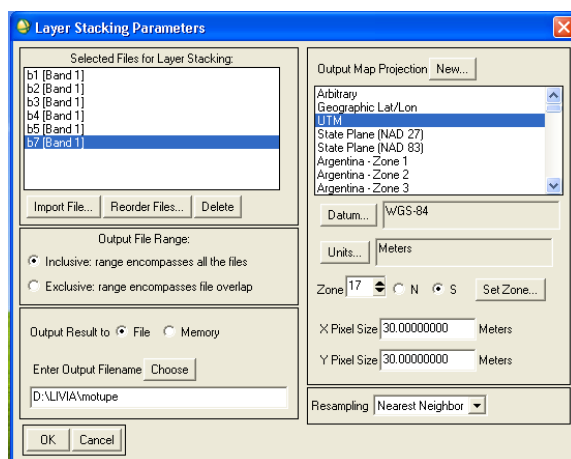 Layer Stacking Parameters
Selected Files for Layer Stacking:
b1 [Band 1]
b2 [Band 1]
b3 [Band 1]
b4 [Band 1]
b5 [Band 1]
b7 [Band 1]
Import File... Reorder Files... Delete
Output File Range:
Inclusive: range encompasses all the files
Exclusive: range encompasses file overlap
Output Result to File Memory
Enter Output Filename Choose
D:\LIVIA\motupe
OK Cancel
Output Map Projection New...
Arbitrary
Geographic Lat/Lon
UTM
State Plane (NAD 27)
State Plane (NAD 83)
Argentina - Zone 1
Argentina - Zone 2
Argentina - Zone 3
Datum... WGS-84
Units... Meters
Zone 17 N S Set Zone...
X Pixel Size 30.00000000 Meters
Y Pixel Size 30.00000000 Meters
Resampling Nearest Neighbor